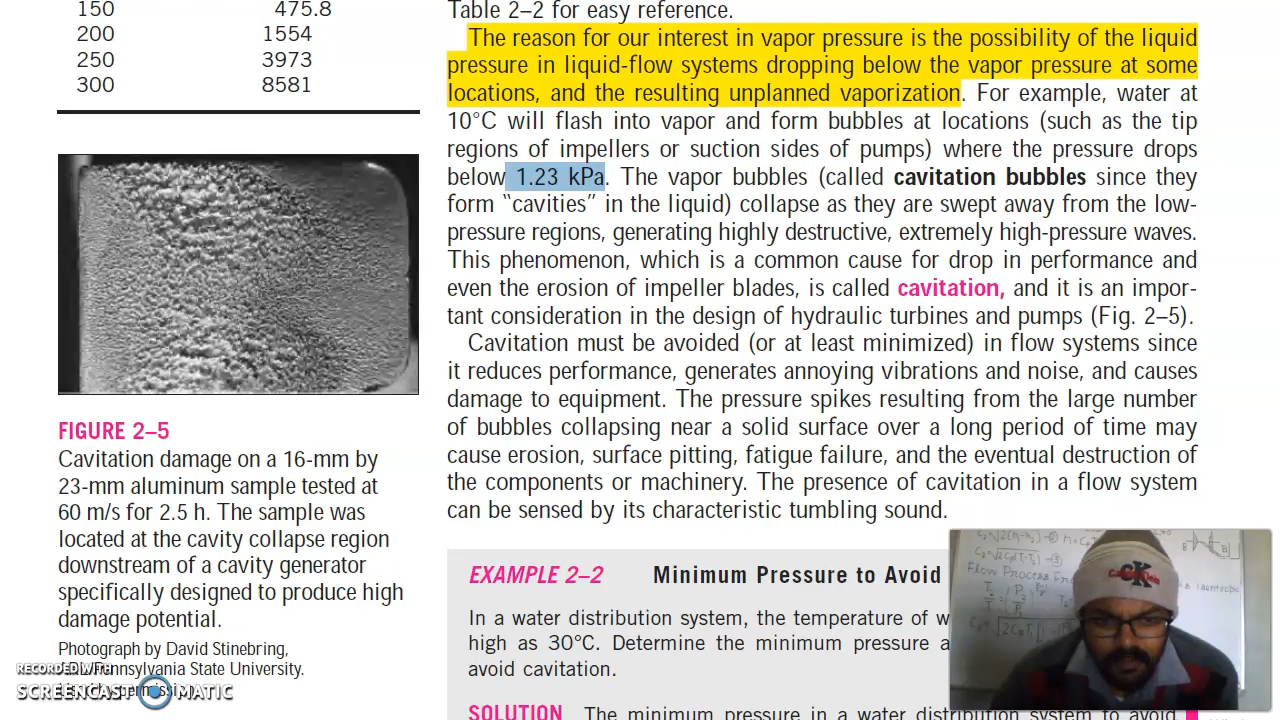 150 475.8
200 1554
250 3973
300 8581
FIGURE 2–5
Cavitation damage on a 16-mm by
23-mm aluminum sample tested at
60 m/s for 2.5 h. The sample was
located at the cavity collapse region
downstream of a cavity generator
specifically designed to produce high
damage potential.
Photograph by David Stinebring,
Pennsylvania State University.
RECORDED WITH
SCREENCAST MATIC
Table 2–2 for easy reference.
The reason for our interest in vapor pressure is the possibility of the liquid
pressure in liquid-flow systems dropping below the vapor pressure at some
locations, and the resulting unplanned vaporization. For example, water at
10°C will flash into vapor and form bubbles at locations (such as the tip
regions of impellers or suction sides of pumps) where the pressure drops
below 1.23 kPa. The vapor bubbles (called cavitation bubbles since they
form “cavities” in the liquid) collapse as they are swept away from the low-
pressure regions, generating highly destructive, extremely high-pressure waves.
This phenomenon, which is a common cause for drop in performance and
even the erosion of impeller blades, is called cavitation, and it is an impor-
tant consideration in the design of hydraulic turbines and pumps (Fig. 2–5).
Cavitation must be avoided (or at least minimized) in flow systems since
it reduces performance, generates annoying vibrations and noise, and causes
damage to equipment. The pressure spikes resulting from the large number
of bubbles collapsing near a solid surface over a long period of time may
cause erosion, surface pitting, fatigue failure, and the eventual destruction of
the components or machinery. The presence of cavitation in a flow system
can be sensed by its characteristic tumbling sound.
EXAMPLE 2–2 Minimum Pressure to Avoid
In a water distribution system, the temperature of w
high as 30°C. Determine the minimum pressure a
avoid cavitation.
SOLUTION The minimum pressure in a water distribution system to avoid
Flow Process
CK